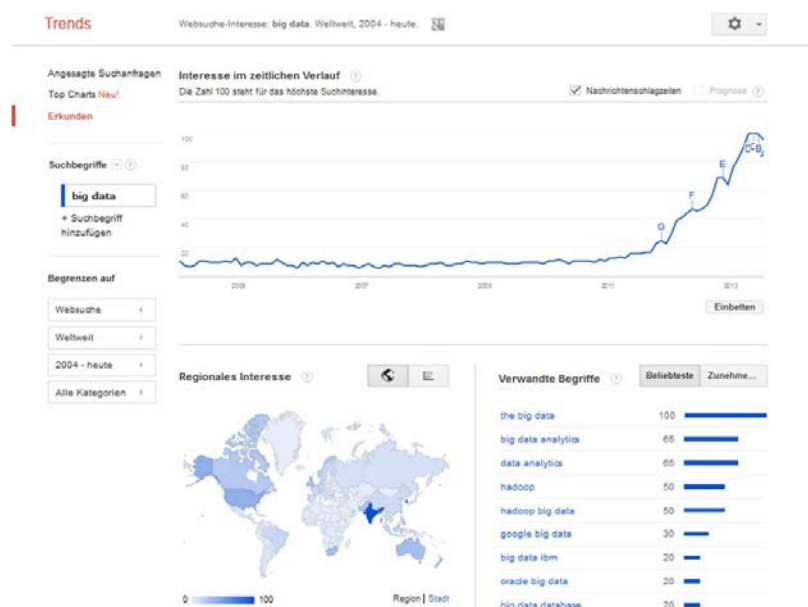 Trends
Websuche-Interesse: big data. Weltweit, 2004 - heute.
Angesagte Suchanfragen
Top Charts Neu!
Erkunden
Suchbegriffe
big data
+ Suchbegriff
hinzufügen
Begrenzen auf
Websuche
Weltweit
2004 - heute
Alle Kategorien
Interesse im zeitlichen Verlauf
Die Zahl 100 steht für das höchste Suchinteresse.
Nachrichtenschlagzeilen
Prognose
100
80
60
40
20
G
F
E
D C B
2005
2007
2009
2011
2013
Einbetten
Regionales Interesse
0
100
Region | Stadt
Verwandte Begriffe
Beliebteste
Zunehme...
the big data 100
big data analytics 65
data analytics 65
hadoop 50
hadoop big data 50
google big data 30
big data ibm 20
oracle big data 20
big data database 20